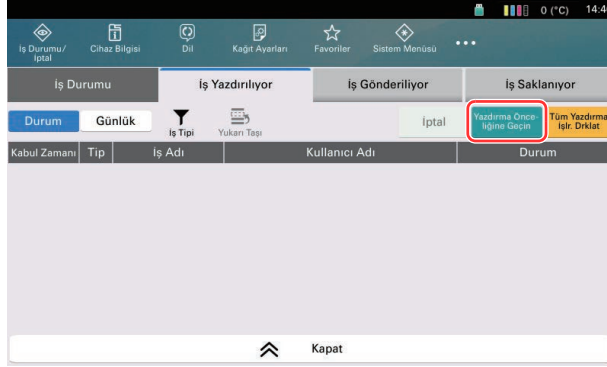 0 (°C) 14:4
İş Durumu/
İptal
Cihaz Bilgisi
Dil
Kağıt Ayarları
Favoriler
Sistem Menüsü
İş Durumu
İş Yazdırılıyor
İş Gönderiliyor
İş Saklanıyor
Durum
Günlük
İş Tipi
Yukarı Taşı
İptal
Yazdırma Önce-
liğine Geçin
Tüm Yazdırma
İşlr. Drklat
Kabul Zamanı Tip İş Adı Kullanıcı Adı Durum
Kapat